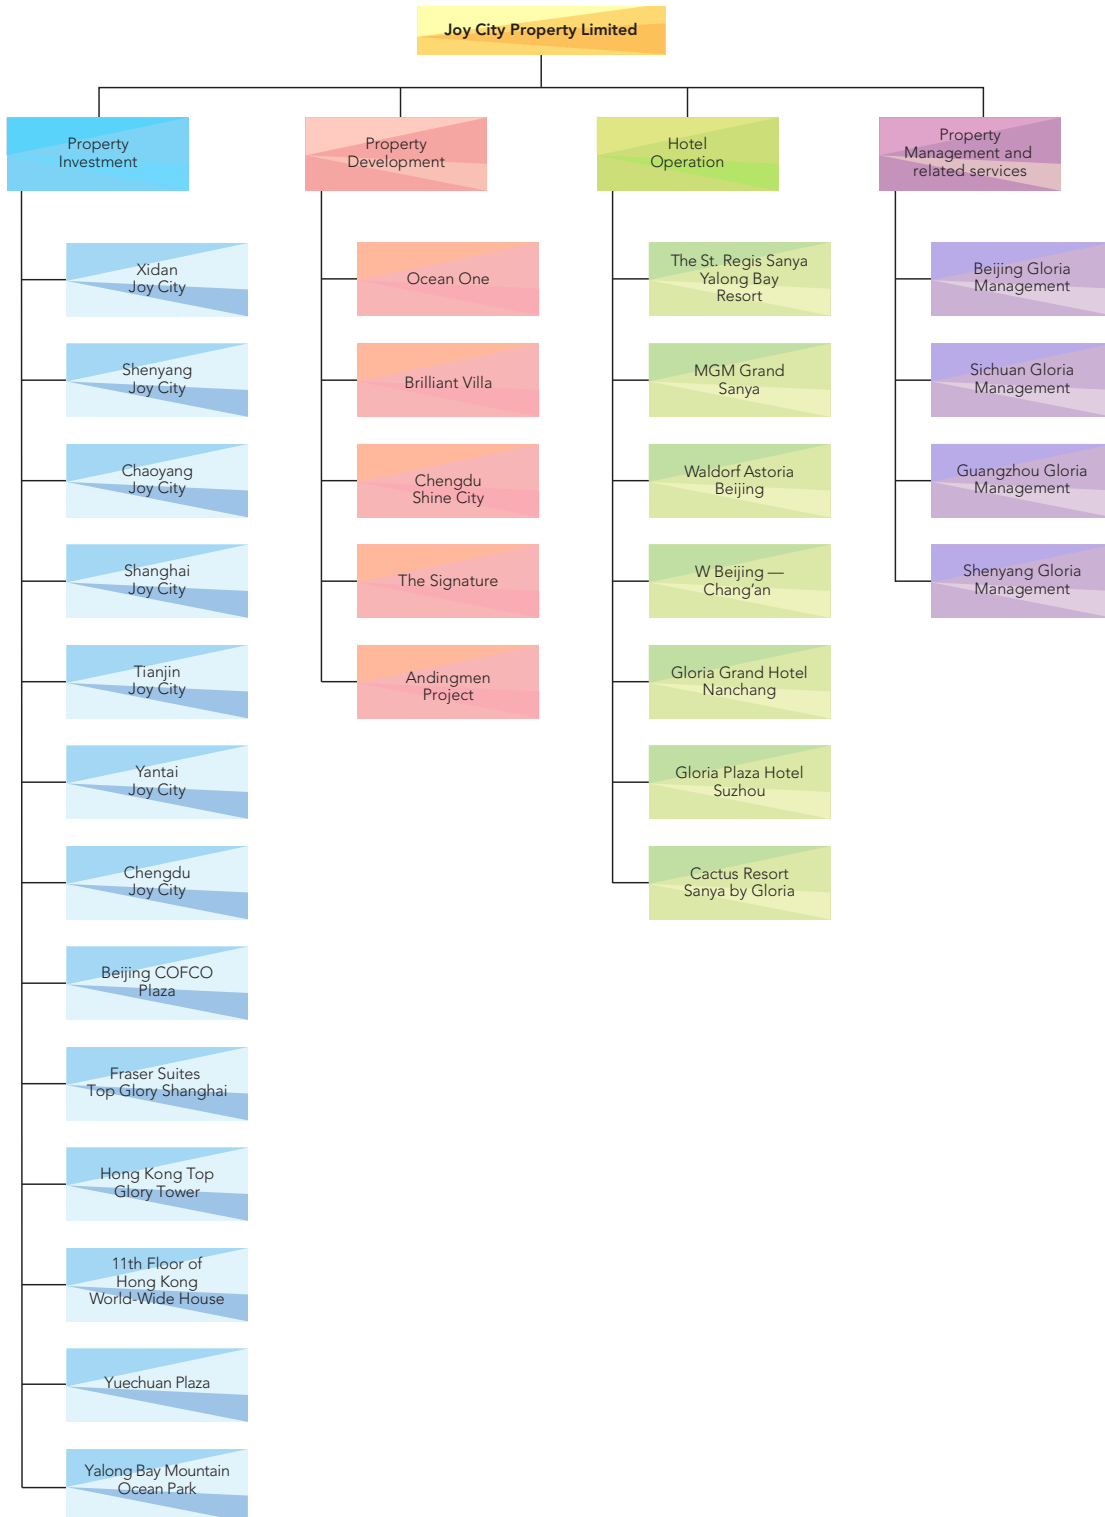 Joy City Property Limited
Property
Investment
Property
Development
Hotel
Operation
Property
Management and
related services
Xidan
Joy City
Shenyang
Joy City
Chaoyang
Joy City
Shanghai
Joy City
Tianjin
Joy City
Yantai
Joy City
Chengdu
Joy City
Beijing COFCO
Plaza
Fraser Suites
Top Glory Shanghai
Hong Kong Top
Glory Tower
11th Floor of
Hong Kong
World-Wide House
Yuechuan Plaza
Yalong Bay Mountain
Ocean Park
Ocean One
Brilliant Villa
Chengdu
Shine City
The Signature
Andingmen
Project
The St. Regis Sanya
Yalong Bay
Resort
MGM Grand
Sanya
Waldorf Astoria
Beijing
W Beijing —
Chang’an
Gloria Grand Hotel
Nanchang
Gloria Plaza Hotel
Suzhou
Cactus Resort
Sanya by Gloria
Beijing Gloria
Management
Sichuan Gloria
Management
Guangzhou Gloria
Management
Shenyang Gloria
Management